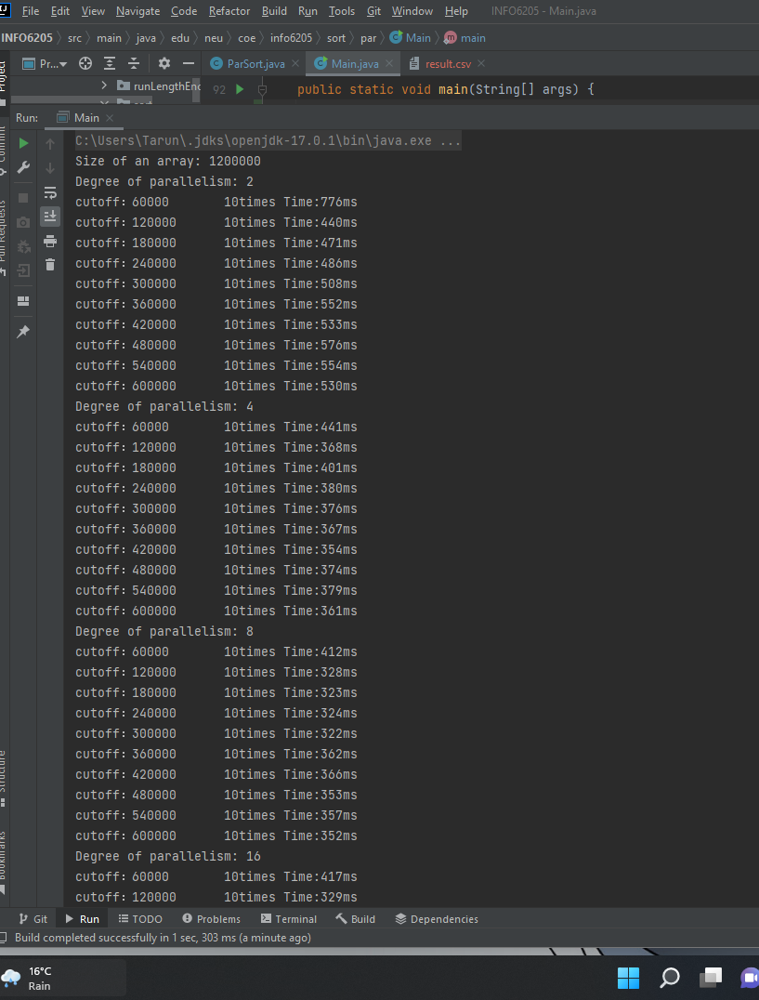 File Edit View Navigate Code Refactor Build Run Tools Git Window Help INFO6205 - Main.java
INFO6205 src main java edu neu coe info6205 sort par Main main
Pr... ParSort.java Main.java result.csv
Project
runLengthEnc
92 public static void main(String[] args) {
Run: Main
Commit
Pull Requests
C:\Users\Tarun\.jdks\openjdk-17.0.1\bin\java.exe ...
Size of an array: 1200000
Degree of parallelism: 2
cutoff: 60000 10times Time:776ms
cutoff: 120000 10times Time:440ms
cutoff: 180000 10times Time:471ms
cutoff: 240000 10times Time:486ms
cutoff: 300000 10times Time:508ms
cutoff: 360000 10times Time:552ms
cutoff: 420000 10times Time:533ms
cutoff: 480000 10times Time:576ms
cutoff: 540000 10times Time:554ms
cutoff: 600000 10times Time:530ms
Degree of parallelism: 4
cutoff: 60000 10times Time:441ms
cutoff: 120000 10times Time:368ms
cutoff: 180000 10times Time:401ms
cutoff: 240000 10times Time:380ms
cutoff: 300000 10times Time:376ms
cutoff: 360000 10times Time:367ms
cutoff: 420000 10times Time:354ms
cutoff: 480000 10times Time:374ms
cutoff: 540000 10times Time:379ms
cutoff: 600000 10times Time:361ms
Degree of parallelism: 8
cutoff: 60000 10times Time:412ms
cutoff: 120000 10times Time:328ms
cutoff: 180000 10times Time:323ms
cutoff: 240000 10times Time:324ms
cutoff: 300000 10times Time:322ms
cutoff: 360000 10times Time:362ms
cutoff: 420000 10times Time:366ms
cutoff: 480000 10times Time:353ms
cutoff: 540000 10times Time:357ms
cutoff: 600000 10times Time:352ms
Degree of parallelism: 16
cutoff: 60000 10times Time:417ms
cutoff: 120000 10times Time:329ms
Structure
Bookmarks
Git Run TODO Problems Terminal Build Dependencies
Build completed successfully in 1 sec, 303 ms (a minute ago)
16°C
Rain